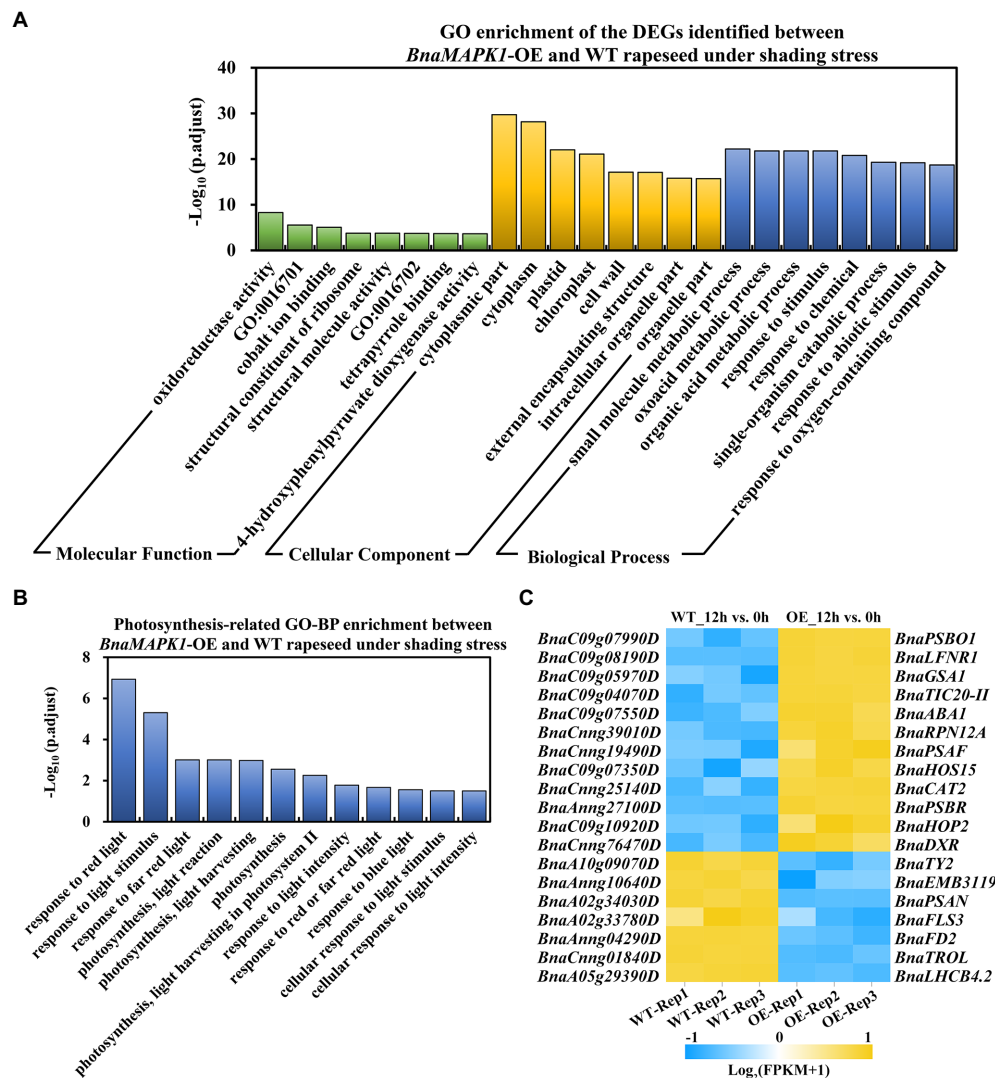 A
GO enrichment of the DEGs identified between
BnaMAPK1-OE and WT rapeseed under shading stress
-Log10 (p.adjust)
40
30
20
10
0
oxidoreductase activity
GO:0016701
cobalt ion binding
structural constituent of ribosome
structural molecule activity
GO:0016702
tetrapyrrole binding
4-hydroxyphenylpyruvate dioxygenase activity
cytoplasmic part
cytoplasm
plastid
chloroplast
cell wall
external encapsulating structure
intracellular organelle part
organelle part
small molecule metabolic process
oxoacid metabolic process
organic acid metabolic process
response to stimulus
response to chemical
single-organism catabolic process
response to abiotic stimulus
response to oxygen-containing compound
Molecular Function
Cellular Component
Biological Process
B
Photosynthesis-related GO-BP enrichment between
BnaMAPK1-OE and WT rapeseed under shading stress
-Log10 (p.adjust)
8
6
4
2
0
response to red light
response to light stimulus
response to far red light
photosynthesis, light reaction
photosynthesis, light harvesting
photosynthesis
photosynthesis, light harvesting in photosystem II
response to light intensity
response to red or far red light
response to blue light
cellular response to light stimulus
cellular response to light intensity
C
WT_12h vs. 0h OE_12h vs. 0h
BnaC09g07990D BnaPSBO1
BnaC09g08190D BnaLFNR1
BnaC09g05970D BnaGSA1
BnaC09g04070D BnaTIC20-II
BnaC09g07550D BnaABA1
BnaCnng39010D BnaRPN12A
BnaCnng19490D BnaPSAF
BnaC09g07350D BnaHOS15
BnaCnng25140D BnaCAT2
BnaAnng27100D BnaPSBR
BnaC09g10920D BnaHOP2
BnaCnng76470D BnaDXR
BnaA10g09070D BnaTY2
BnaAnng10640D BnaEMB3119
BnaA02g34030D BnaPSAN
BnaA02g33780D BnaFLS3
BnaAnng04290D BnaFD2
BnaCnng01840D BnaTROL
BnaA05g29390D BnaLHCB4.2
WT-Rep1 WT-Rep2 WT-Rep3 OE-Rep1 OE-Rep2 OE-Rep3
-1 0 1
Log2(FPKM+1)